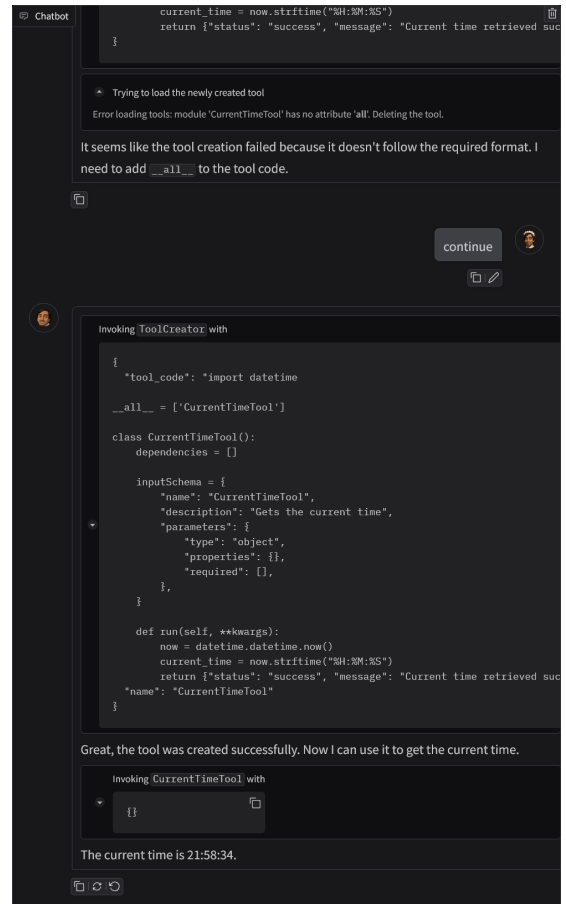 Chatbot
current_time = now.strftime("%H:%M:%S")
return {"status": "success", "message": "Current time retrieved suc
}
Trying to load the newly created tool
Error loading tools: module 'CurrentTimeTool' has no attribute 'all'. Deleting the tool.
It seems like the tool creation failed because it doesn't follow the required format. I
need to add __all__ to the tool code.
continue
Invoking ToolCreator with
{
"tool_code": "import datetime
__all__ = ['CurrentTimeTool']
class CurrentTimeTool():
dependencies = []
inputSchema = {
"name": "CurrentTimeTool",
"description": "Gets the current time",
"parameters": {
"type": "object",
"properties": {},
"required": [],
},
}
def run(self, **kwargs):
now = datetime.datetime.now()
current_time = now.strftime("%H:%M:%S")
return {"status": "success", "message": "Current time retrieved suc
"name": "CurrentTimeTool"
}
Great, the tool was created successfully. Now I can use it to get the current time.
Invoking CurrentTimeTool with
{}
The current time is 21:58:34.